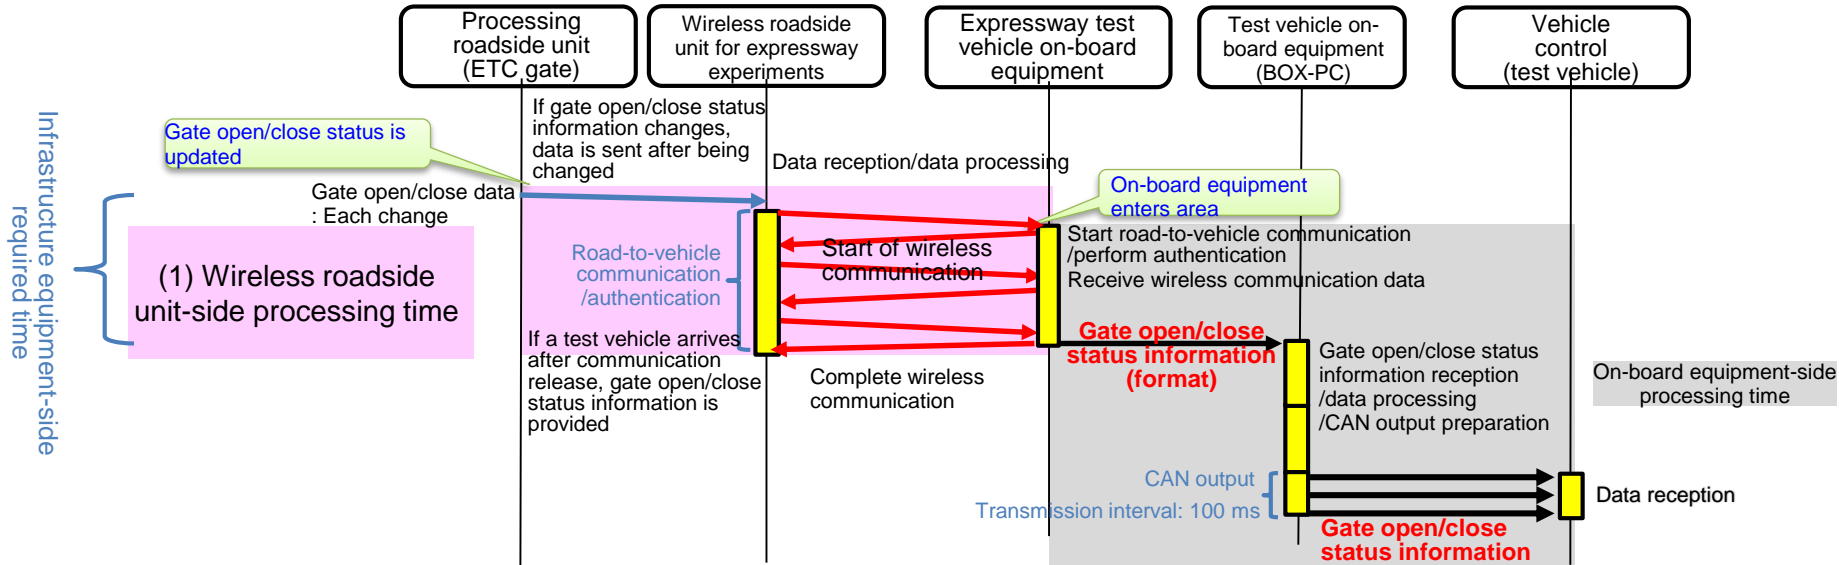 Processing
roadside unit
(ETC gate)
Wireless roadside
unit for expressway
experiments
Expressway test
vehicle on-board
equipment
Test vehicle on-
board equipment
(BOX-PC)
Vehicle
control
(test vehicle)
Infrastructure equipment-side
required time
Gate open/close status is
updated
If gate open/close status
information changes,
data is sent after being
changed
Data reception/data processing
Gate open/close data
: Each change
On-board equipment
enters area
(1) Wireless roadside
unit-side processing time
Road-to-vehicle
communication
/authentication
Start of wireless
communication
Start road-to-vehicle communication
/perform authentication
Receive wireless communication data
If a test vehicle arrives
after communication
release, gate open/close
status information is
provided
Complete wireless
communication
Gate open/close
status information
(format)
Gate open/close status
information reception
/data processing
/CAN output preparation
On-board equipment-side
processing time
CAN output
Transmission interval: 100 ms
Data reception
Gate open/close
status information